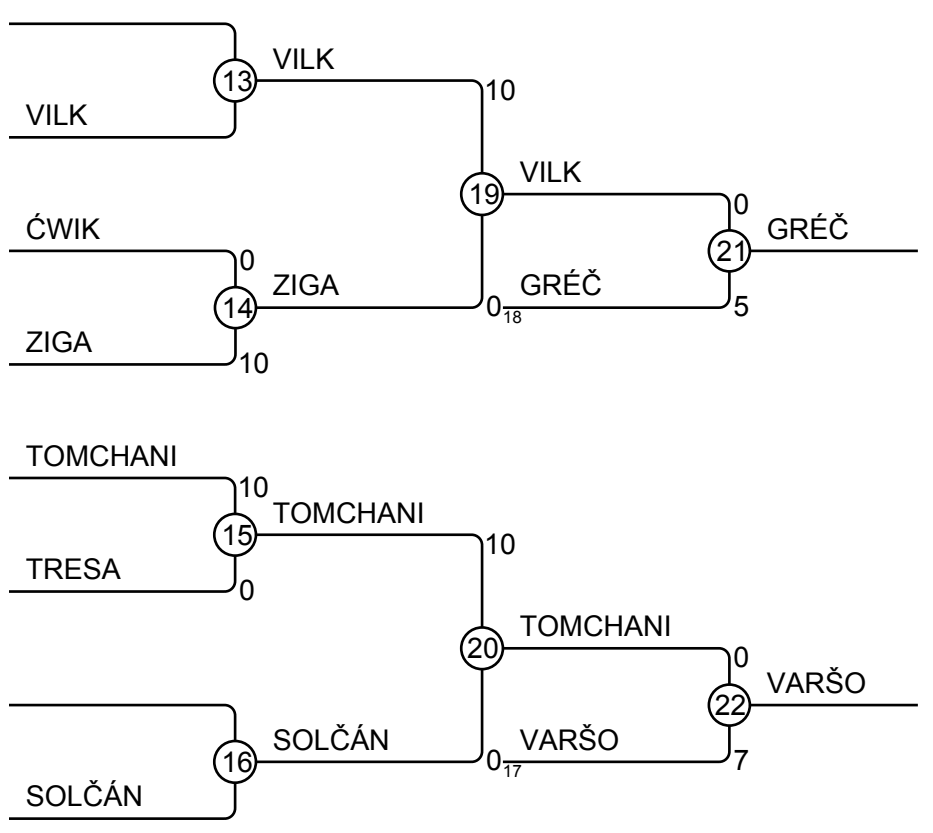 VILK
13
10
VILK
VILK
19
0
ĆWIK
GRÉČ
0
21
ZIGA
GRÉČ
14
0 18
5
ZIGA
10
TOMCHANI
10
TOMCHANI
15
10
TRESA
0
TOMCHANI
20
0
VARŠO
22
SOLČÁN
VARŠO
16
0 17
7
SOLČÁN